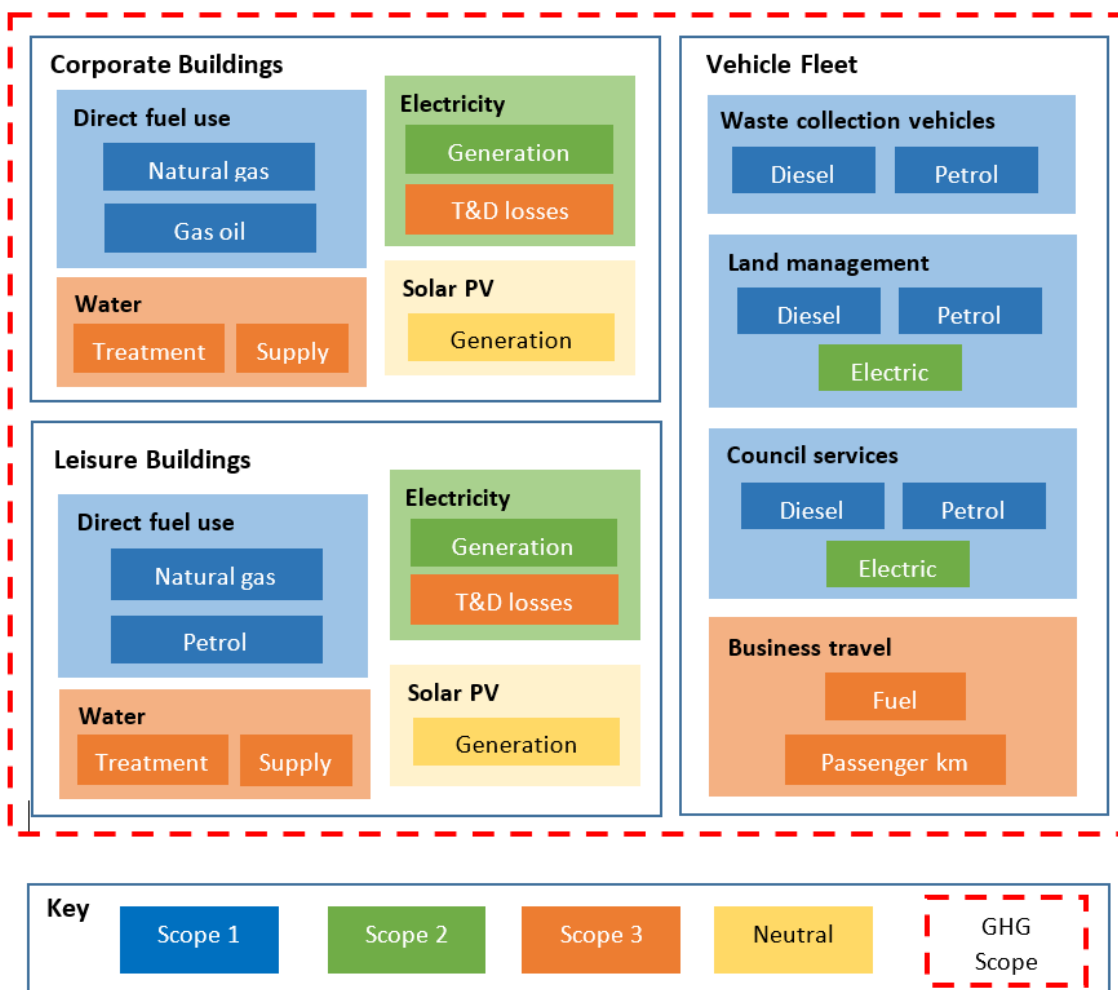 Corporate Buildings
Direct fuel use
Natural gas
Gas oil
Water
Treatment
Supply
Electricity
Generation
T&D losses
Solar PV
Generation
Leisure Buildings
Direct fuel use
Natural gas
Petrol
Water
Treatment
Supply
Electricity
Generation
T&D losses
Solar PV
Generation
Vehicle Fleet
Waste collection vehicles
Diesel
Petrol
Land management
Diesel
Petrol
Electric
Council services
Diesel
Petrol
Electric
Business travel
Fuel
Passenger km
Key
Scope 1
Scope 2
Scope 3
Neutral
GHG
Scope